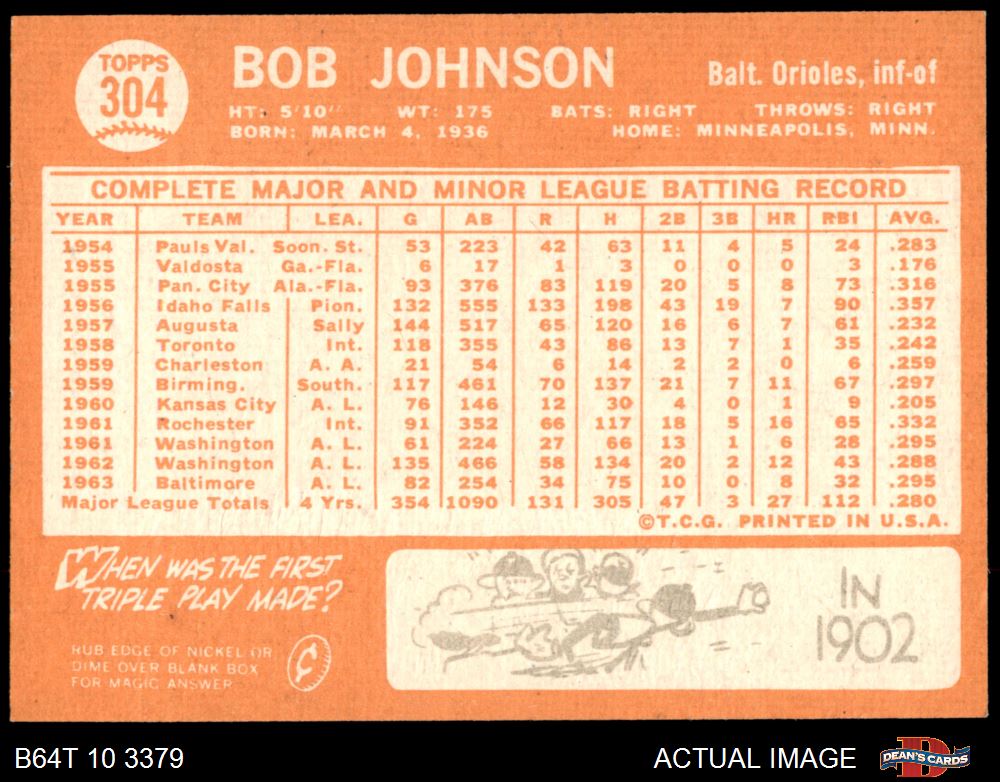 TOPPS
304
BOB JOHNSON
Balt. Orioles, inf-of
HT: 5'10" WT: 175 BATS: RIGHT THROWS: RIGHT
BORN: MARCH 4, 1936 HOME: MINNEAPOLIS, MINN.
COMPLETE MAJOR AND MINOR LEAGUE BATTING RECORD
YEAR TEAM LEA. G AB R H 2B 3B HR RBI AVG.
1954 Pauls Val. Soon. St. 53 223 42 63 11 4 5 24 .283
1955 Valdosta Ga.-Fla. 6 17 1 3 0 0 0 3 .176
1955 Pan. City Ala.-Fla. 93 376 83 119 20 5 8 73 .316
1956 Idaho Falls Pion. 132 555 133 198 43 19 7 90 .357
1957 Augusta Sally 144 517 65 120 16 6 7 61 .232
1958 Toronto Int. 118 355 43 86 13 7 1 35 .242
1959 Charleston A. A. 21 54 6 14 2 2 0 6 .259
1959 Birming. South. 117 461 70 137 21 7 11 67 .297
1960 Kansas City A. L. 76 146 12 30 4 0 1 9 .205
1961 Rochester Int. 91 352 66 117 18 5 16 65 .332
1961 Washington A. L. 61 224 27 66 13 1 6 28 .295
1962 Washington A. L. 135 466 58 134 20 2 12 43 .288
1963 Baltimore A. L. 82 254 34 75 10 0 8 32 .295
Major League Totals 4 Yrs. 354 1090 131 305 47 3 27 112 .280
©T.C.G. PRINTED IN U.S.A.
WHEN WAS THE FIRST
TRIPLE PLAY MADE?
RUB EDGE OF NICKEL OR
DIME OVER BLANK BOX
FOR MAGIC ANSWER
IN
1902
B64T 10 3379
ACTUAL IMAGE
DEAN'S CARDS